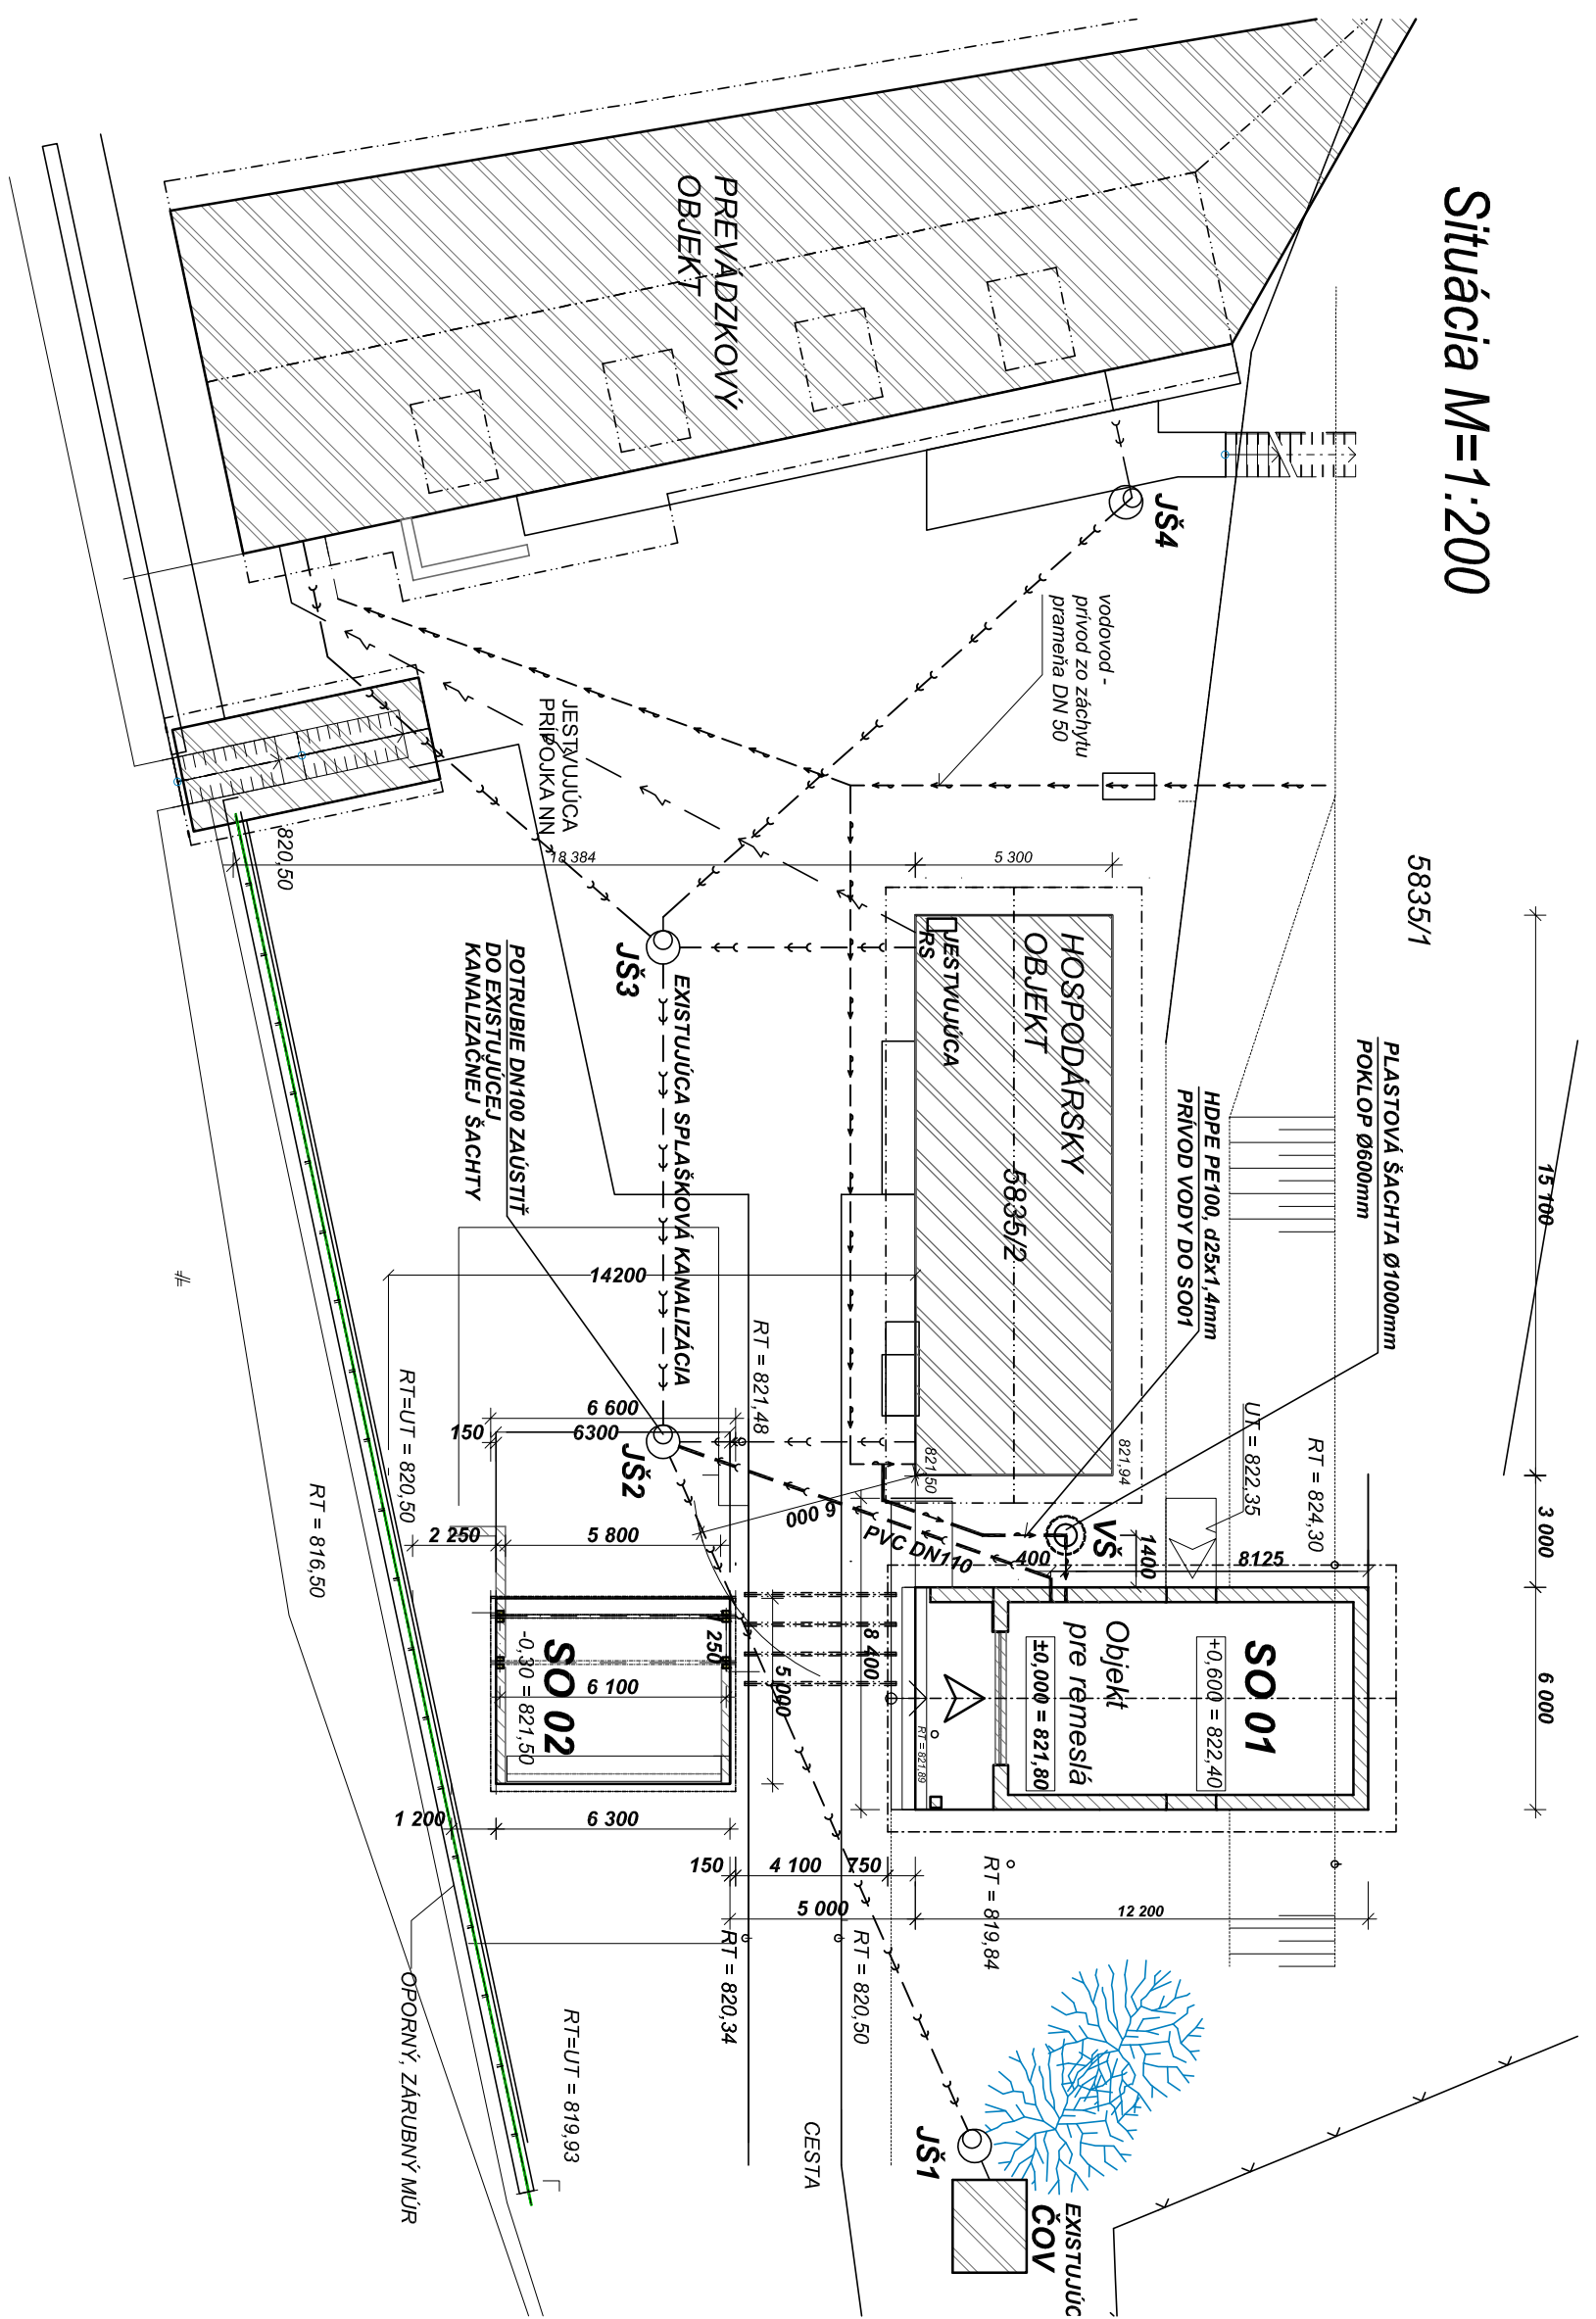 Situácia M=1:200
5835/1
PREVÁDZKOVÝ
OBJEKT
JŠ4
vodovod -
prívod zo záchytu
prameňa DN 50
JESTVUJÚCA
PRÍPOJKA NN
820,50
18 384
5 300
15 100
3 000
6 000
HOSPODÁRSKY
OBJEKT
5835/2
JESTVUJÚCA
RS
JŠ3
EXISTUJÚCA SPLAŠKOVÁ KANALIZÁCIA
POTRUBIE DN100 ZAÚSTIŤ
DO EXISTUJÚCEJ
KANALIZAČNEJ ŠACHTY
PLASTOVÁ ŠACHTA Ø1000mm
POKLOP Ø600mm
HDPE PE100, d25x1,4mm
PRÍVOD VODY DO SO01
14200
RT = 821,48
RT=UT = 820,50
RT = 816,50
6 600
6300
150
JŠ2
2 250
5 800
821,50
821,94
UT = 822,35
RT = 824,30
6 000
PVC DN110
VŠ
400
1400
8125
SO 02
-0,30 = 821,50
250
6 100
5 000
8 400
RT = 821,89
Objekt
pre remeslá
±0,000 = 821,80
+0,600 = 822,40
SO 01
1 200
6 300
150
4 100
750
5 000
12 200
RT = 819,84
RT = 820,34
RT = 820,50
OPORNÝ, ZÁRUBNÝ MÚR
RT=UT = 819,93
CESTA
JŠ1
EXISTUJÚC
ČOV